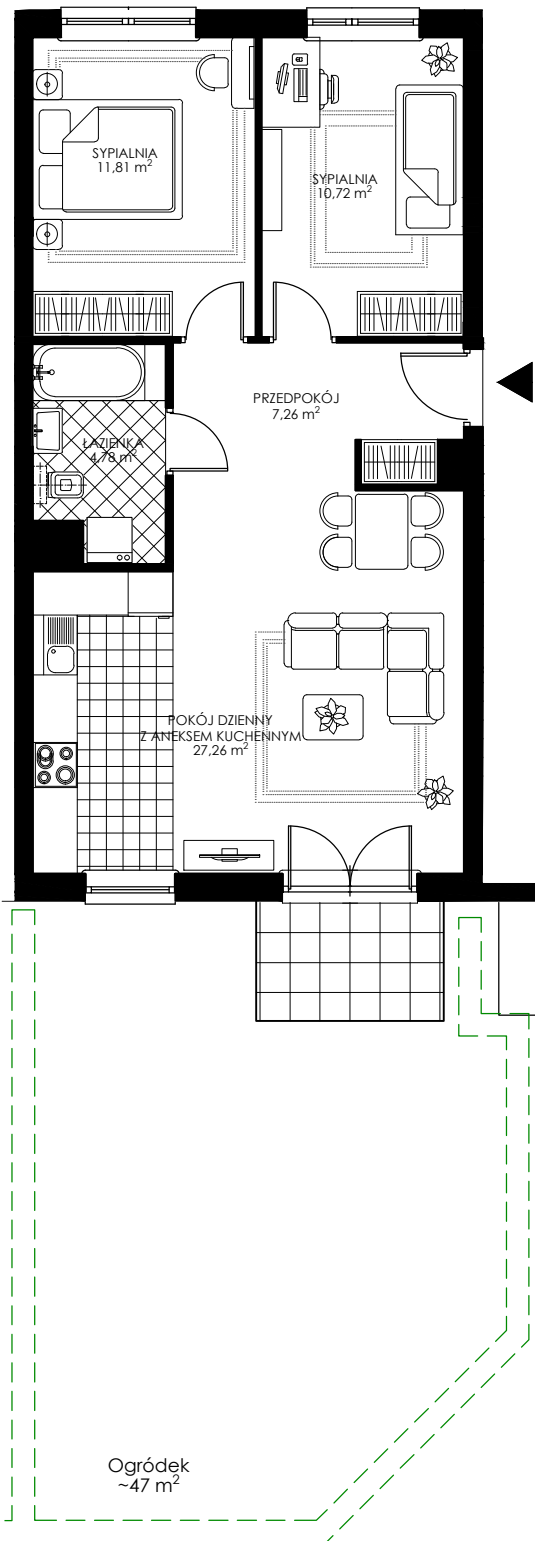 SYPIALNIA
11,81 m²
SYPIALNIA
10,72 m²
PRZEDPOKÓJ
7,26 m²
ŁAZIENKA
4,78 m²
POKÓJ DZIENNY
Z ANEKSEM KUCHENNYM
27,26 m²
Ogródek
~47 m²